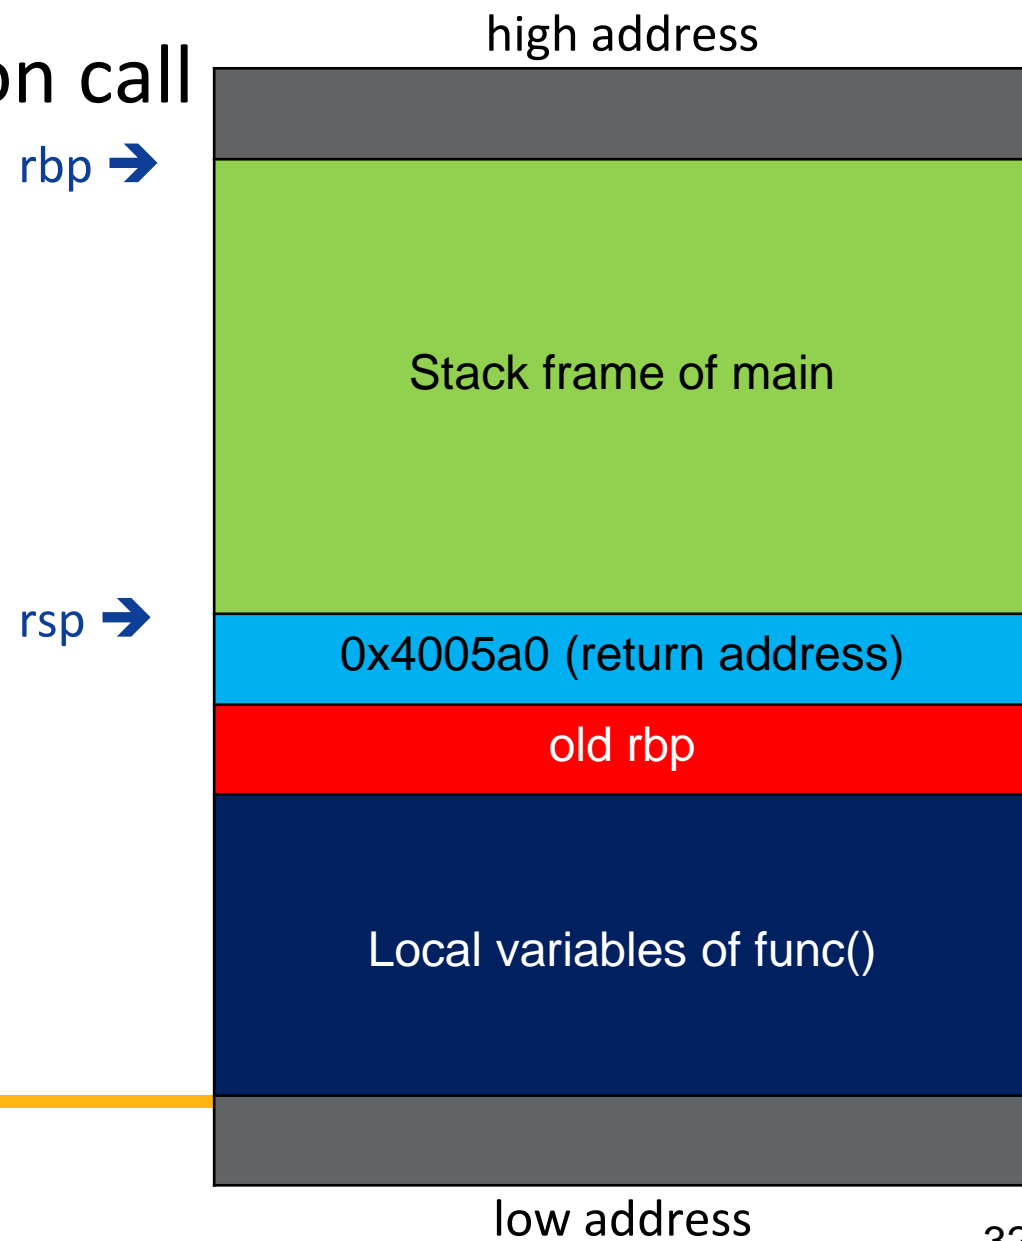 high address
on call
rbp ➔
Stack frame of main
rsp ➔
0x4005a0 (return address)
old rbp
Local variables of func()
low address
32